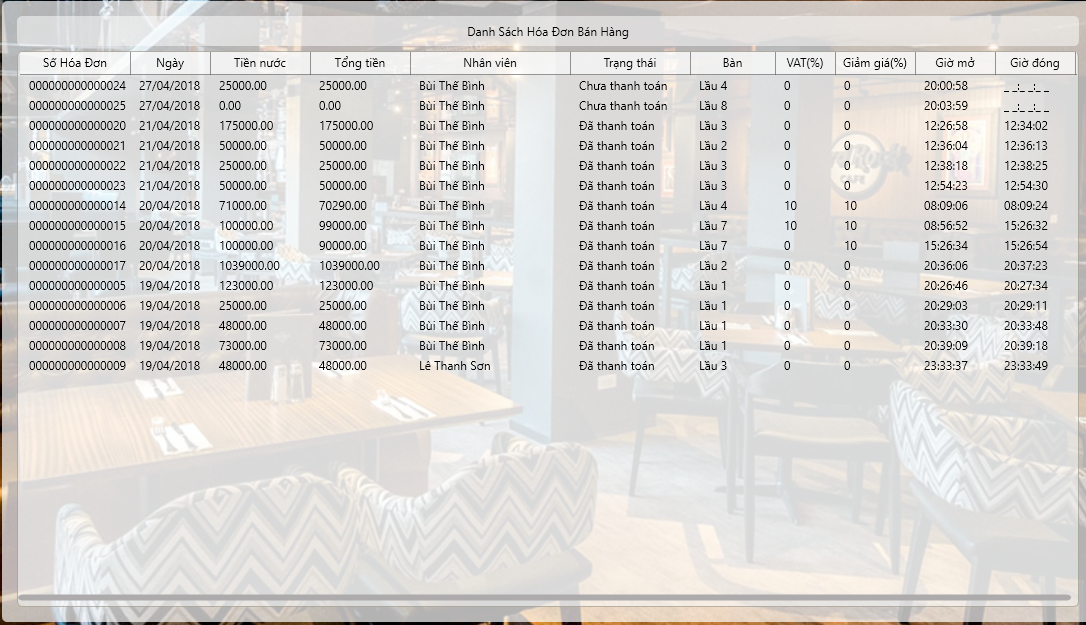 Danh Sách Hóa Đơn Bán Hàng
Số Hóa Đơn Ngày Tiền nước Tổng tiền Nhân viên Trạng thái Bàn VAT(%) Giảm giá(%) Giờ mở Giờ đóng
000000000000024 27/04/2018 25000.00 25000.00 Bùi Thế Bình Chưa thanh toán Lầu 4 0 0 20:00:58 _ _:_ _:_ _
000000000000025 27/04/2018 0.00 0.00 Bùi Thế Bình Chưa thanh toán Lầu 8 0 0 20:03:59 _ _:_ _:_ _
000000000000020 21/04/2018 175000.00 175000.00 Bùi Thế Bình Đã thanh toán Lầu 3 0 0 12:26:58 12:34:02
000000000000021 21/04/2018 50000.00 50000.00 Bùi Thế Bình Đã thanh toán Lầu 2 0 0 12:36:04 12:36:13
000000000000022 21/04/2018 25000.00 25000.00 Bùi Thế Bình Đã thanh toán Lầu 3 0 0 12:38:18 12:38:25
000000000000023 21/04/2018 50000.00 50000.00 Bùi Thế Bình Đã thanh toán Lầu 3 0 0 12:54:23 12:54:30
000000000000014 20/04/2018 71000.00 70290.00 Bùi Thế Bình Đã thanh toán Lầu 4 10 10 08:09:06 08:09:24
000000000000015 20/04/2018 100000.00 99000.00 Bùi Thế Bình Đã thanh toán Lầu 7 10 10 08:56:52 15:26:32
000000000000016 20/04/2018 100000.00 90000.00 Bùi Thế Bình Đã thanh toán Lầu 7 0 10 15:26:34 15:26:54
000000000000017 20/04/2018 1039000.00 1039000.00 Bùi Thế Bình Đã thanh toán Lầu 2 0 0 20:36:06 20:37:23
000000000000005 19/04/2018 123000.00 123000.00 Bùi Thế Bình Đã thanh toán Lầu 1 0 0 20:26:46 20:27:34
000000000000006 19/04/2018 25000.00 25000.00 Bùi Thế Bình Đã thanh toán Lầu 1 0 0 20:29:03 20:29:11
000000000000007 19/04/2018 48000.00 48000.00 Bùi Thế Bình Đã thanh toán Lầu 1 0 0 20:33:30 20:33:48
000000000000008 19/04/2018 73000.00 73000.00 Bùi Thế Bình Đã thanh toán Lầu 1 0 0 20:39:09 20:39:18
000000000000009 19/04/2018 48000.00 48000.00 Lê Thanh Sơn Đã thanh toán Lầu 3 0 0 23:33:37 23:33:49